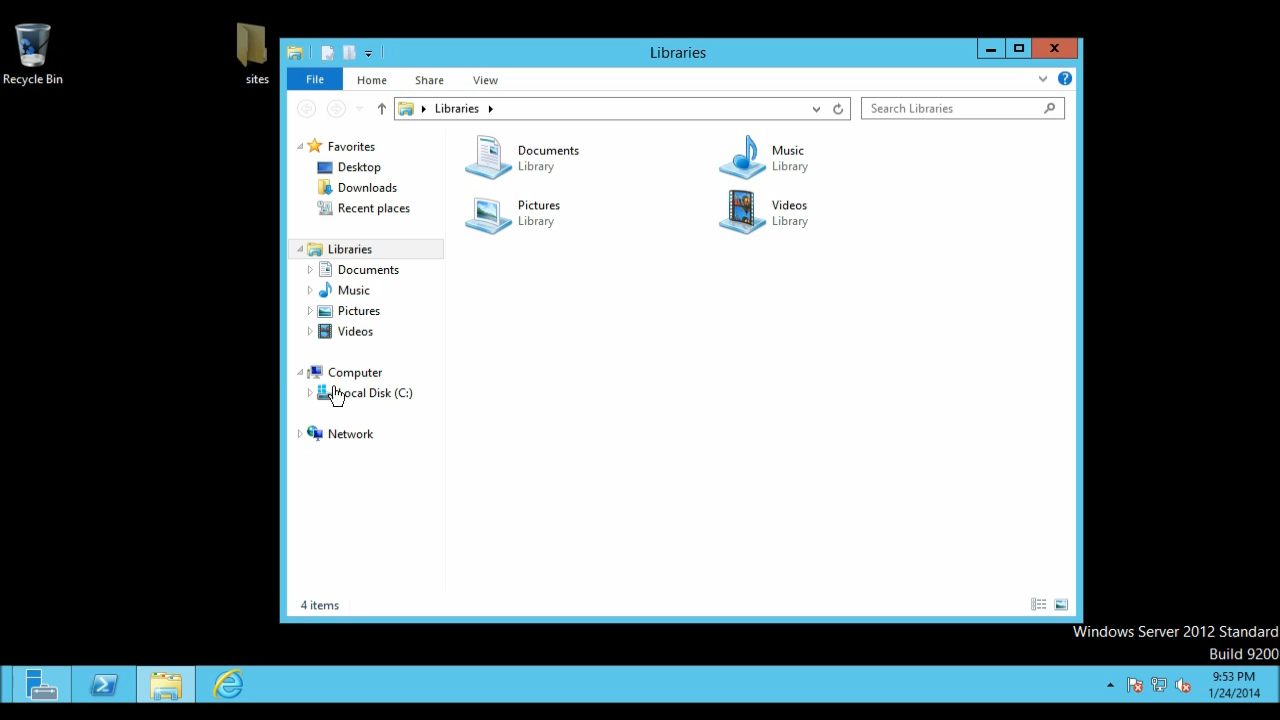 Recycle Bin
sites
Libraries
File
Home
Share
View
Libraries
Search Libraries
Favorites
Desktop
Downloads
Recent places
Libraries
Documents
Music
Pictures
Videos
Computer
Local Disk (C:)
Network
Documents
Library
Music
Library
Pictures
Library
Videos
Library
4 items
Windows Server 2012 Standard
Build 9200
9:53 PM
1/24/2014